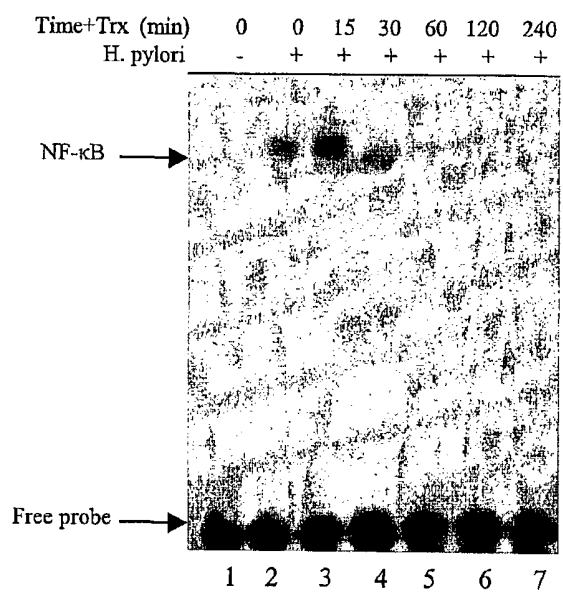 Time+Trx (min) 0 0 15 30 60 120 240
H. pylori - + + + + + +
NF-κB
Free probe
1 2 3 4 5 6 7